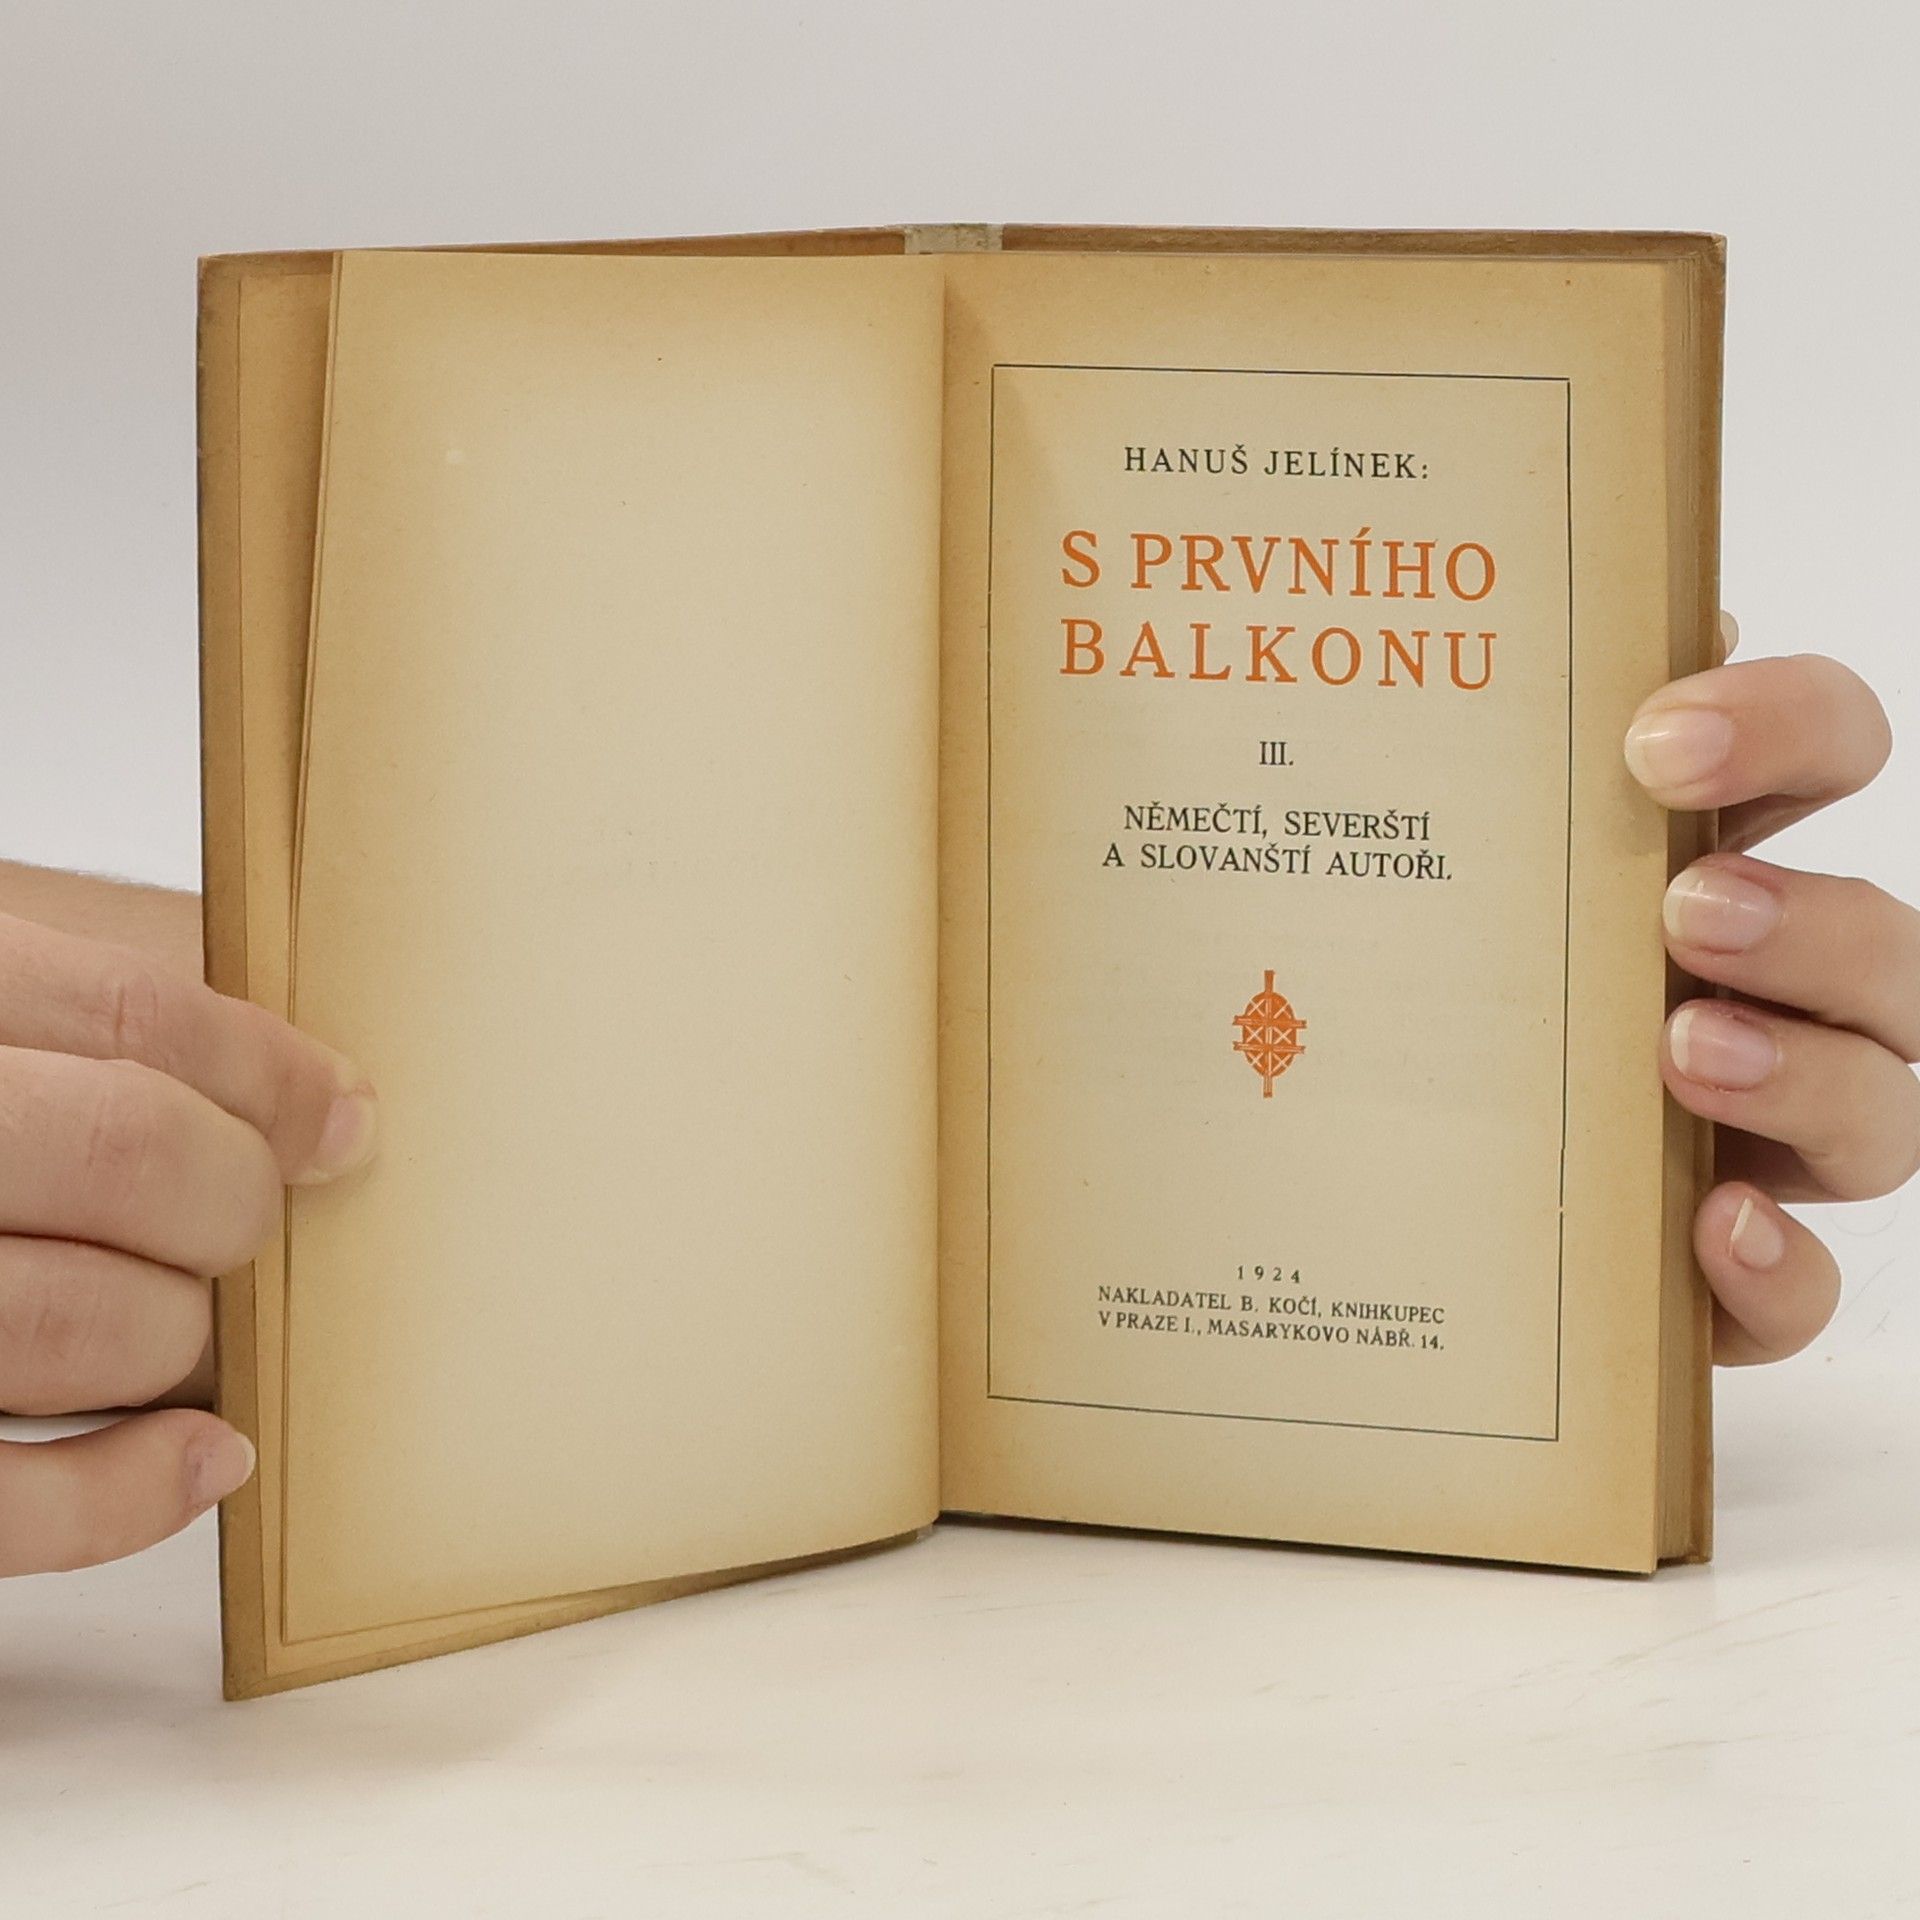 HANUŠ JELÍNEK:
S PRVNÍHO
BALKONU
III.
NĚMEČTÍ, SEVERŠTÍ
A SLOVANŠTÍ AUTOŘI.
1924
NAKLADATEL B. KOČÍ, KNIHKUPEC
V PRAZE I., MASARYKOVO NÁBŘ. 14.